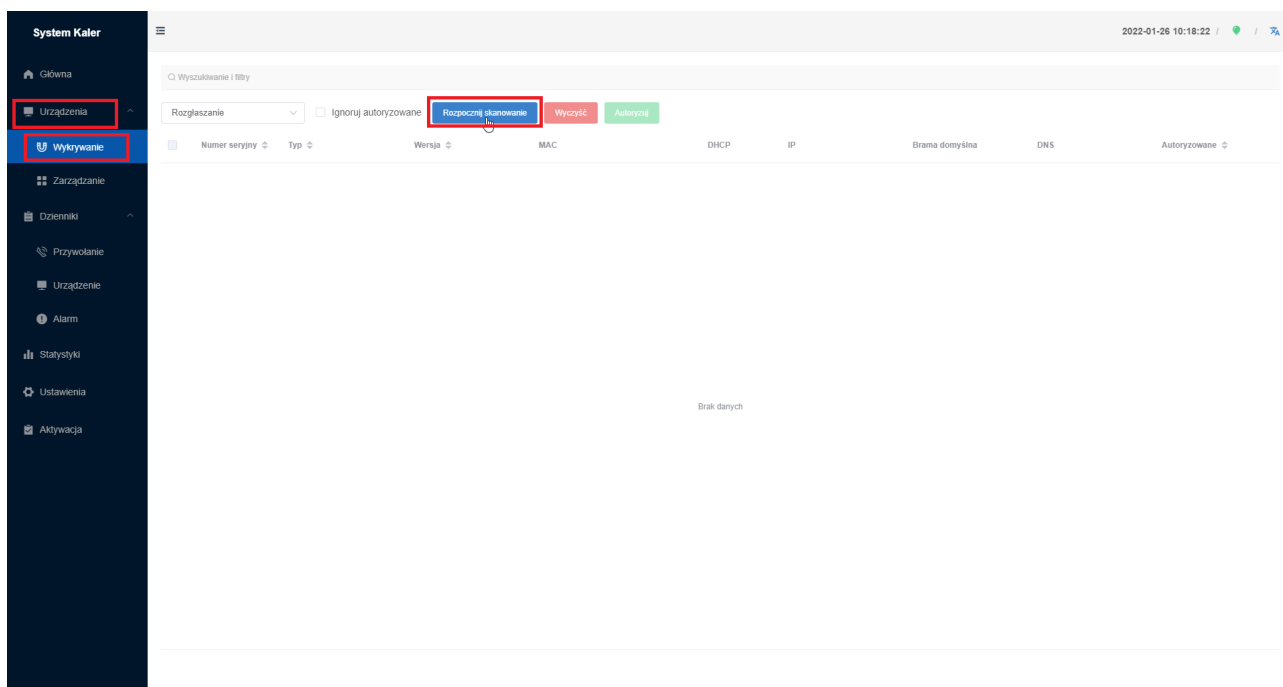 System Kaler
2022-01-26 10:18:22 / /
Główna
Wyszukiwanie i filtry
Urządzenia
Rozgłaszanie Ignoruj autoryzowane Rozpocznij skanowanie Wyczyść Autoryzuj
Wykrywanie
Numer seryjny Typ Wersja MAC DHCP IP Brama domyślna DNS Autoryzowane
Zarządzanie
Dzienniki
Przywołanie
Urządzenie
Alarm
Statystyki
Ustawienia
Brak danych
Aktywacja